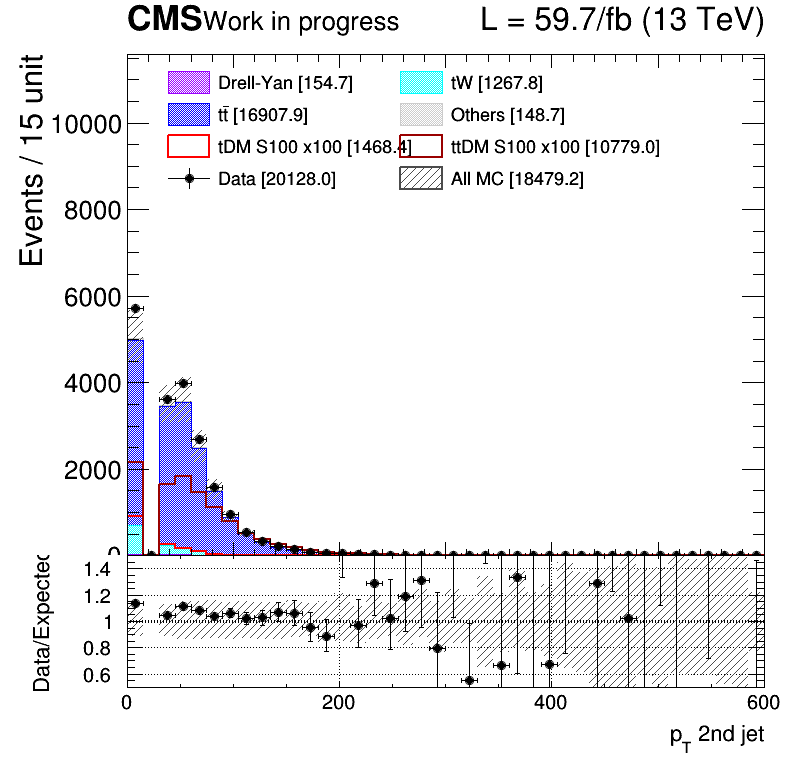 CMS Work in progress L = 59.7/fb (13 TeV)
Drell-Yan [154.7] tW [1267.8]
tt̄ [16907.9] Others [148.7]
tDM S100 x100 [1468.4] ttDM S100 x100 [10779.0]
Data [20128.0] All MC [18479.2]
Events / 15 unit
10000
8000
6000
4000
2000
0
Data/Expected
1.4
1.2
1
0.8
0.6
0 200 400 600
p_T 2nd jet